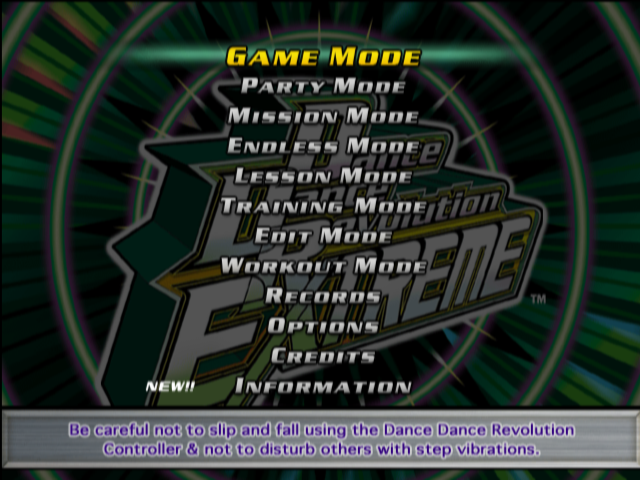 GAME MODE
PARTY MODE
MISSION MODE
ENDLESS MODE
LESSON MODE
TRAINING MODE
EDIT MODE
WORKOUT MODE
RECORDS
OPTIONS
CREDITS
NEW!! INFORMATION
Dance
Dance
Revolution
EXTREME TM
Be careful not to slip and fall using the Dance Dance Revolution
Controller & not to disturb others with step vibrations.